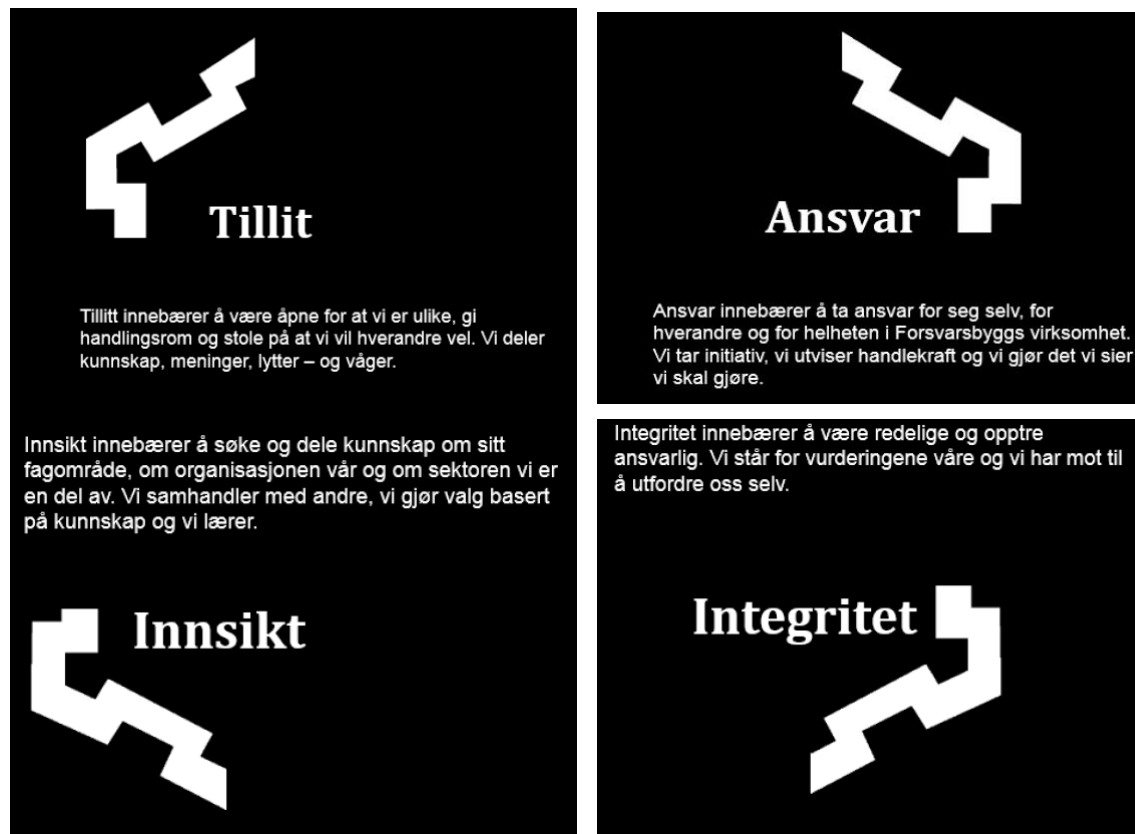 Tillit
Tillitt innebærer å være åpne for at vi er ulike, gi
handlingsrom og stole på at vi vil hverandre vel. Vi deler
kunnskap, meninger, lytter – og våger.
Ansvar
Ansvar innebærer å ta ansvar for seg selv, for
hverandre og for helheten i Forsvarsbyggs virksomhet.
Vi tar initiativ, vi utviser handlekraft og vi gjør det vi sier
vi skal gjøre.
Innsikt innebærer å søke og dele kunnskap om sitt
fagområde, om organisasjonen vår og om sektoren vi er
en del av. Vi samhandler med andre, vi gjør valg basert
på kunnskap og vi lærer.
Innsikt
Integritet innebærer å være redelige og opptre
ansvarlig. Vi står for vurderingene våre og vi har mot til
å utfordre oss selv.
Integritet